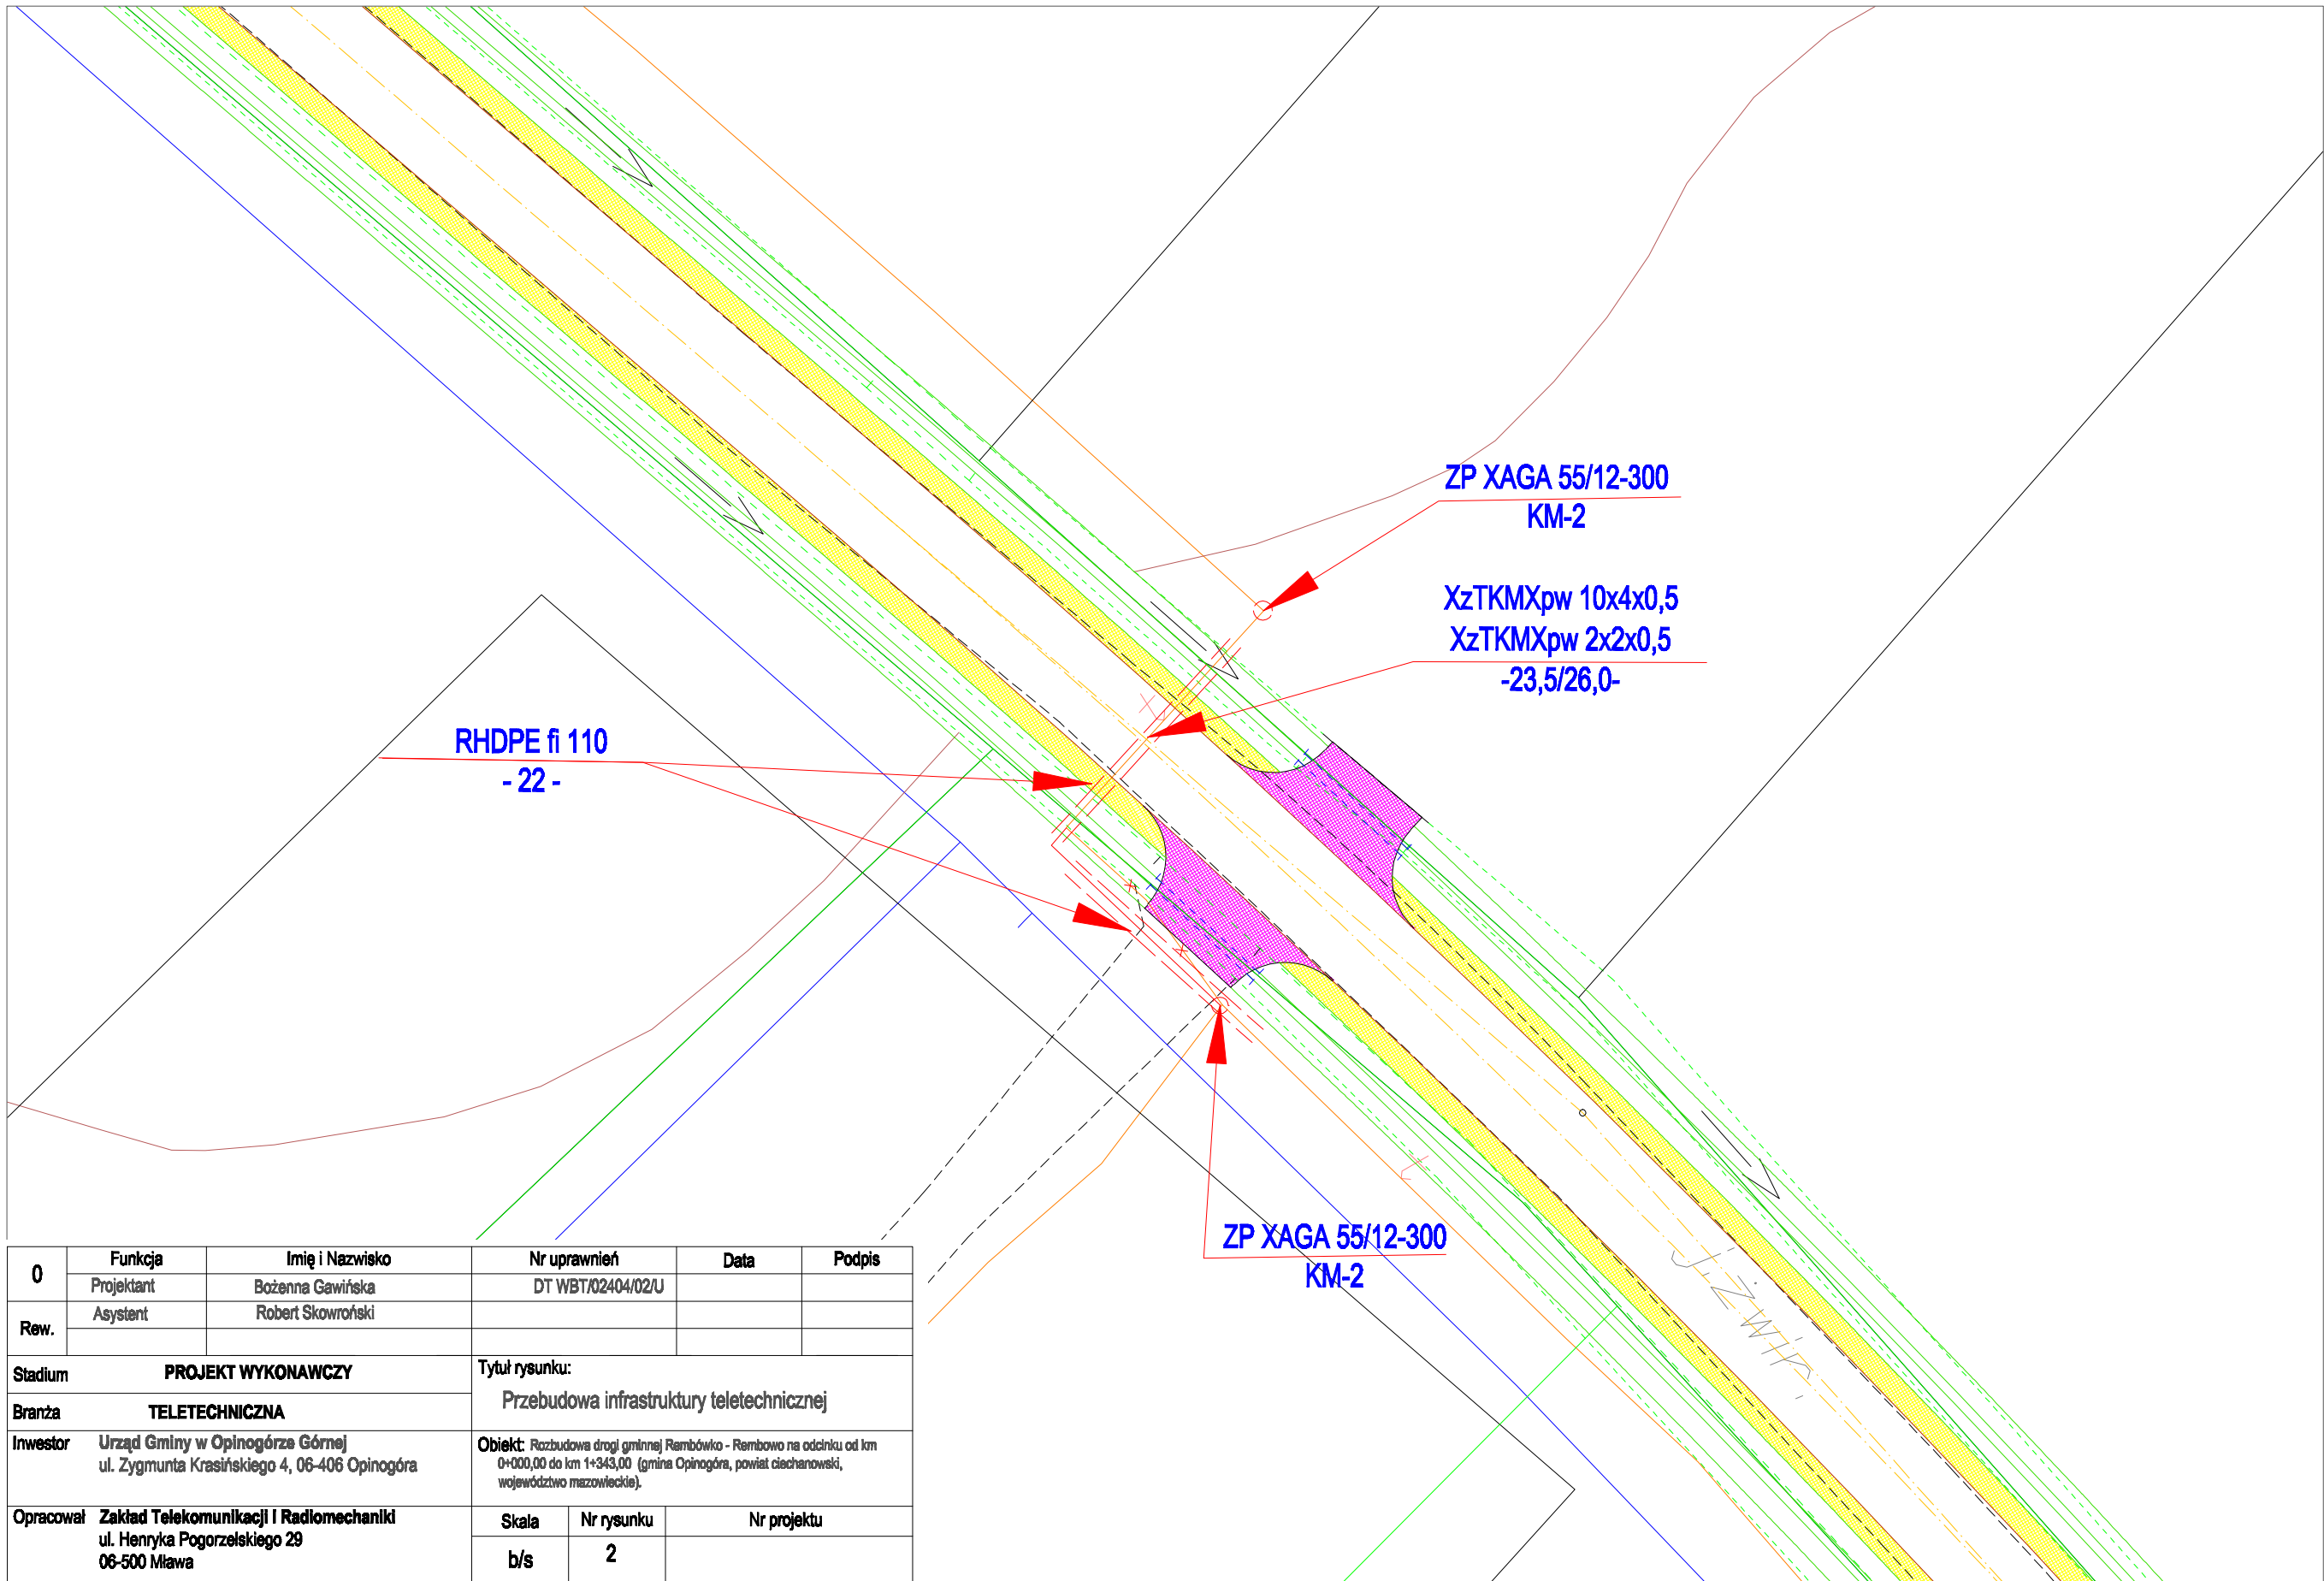 ZP XAGA 55/12-300
KM-2
XzTKMXpw 10x4x0,5
XzTKMXpw 2x2x0,5
-23,5/26,0-
RHDPE fi 110
- 22 -
ZP XAGA 55/12-300
KM-2
0
Funkcja
Imię i Nazwisko
Nr uprawnień
Data
Podpis
Projektant
Bożenna Gawińska
DT WBT/02404/02/U
Rew.
Asystent
Robert Skowroński
Stadium
PROJEKT WYKONAWCZY
Tytuł rysunku:
Przebudowa infrastruktury teletechnicznej
Branża
TELETECHNICZNA
Inwestor
Urząd Gminy w Opinogórze Górnej
ul. Zygmunta Krasińskiego 4, 06-406 Opinogóra
Obiekt: Rozbudowa drogi gminnej Rembówko - Rembowo na odcinku od km
0+000,00 do km 1+343,00 (gmina Opinogóra, powiat ciechanowski,
województwo mazowieckie).
Opracował
Zakład Telekomunikacji i Radiomechaniki
ul. Henryka Pogorzelskiego 29
06-500 Mława
Skala
Nr rysunku
Nr projektu
b/s
2